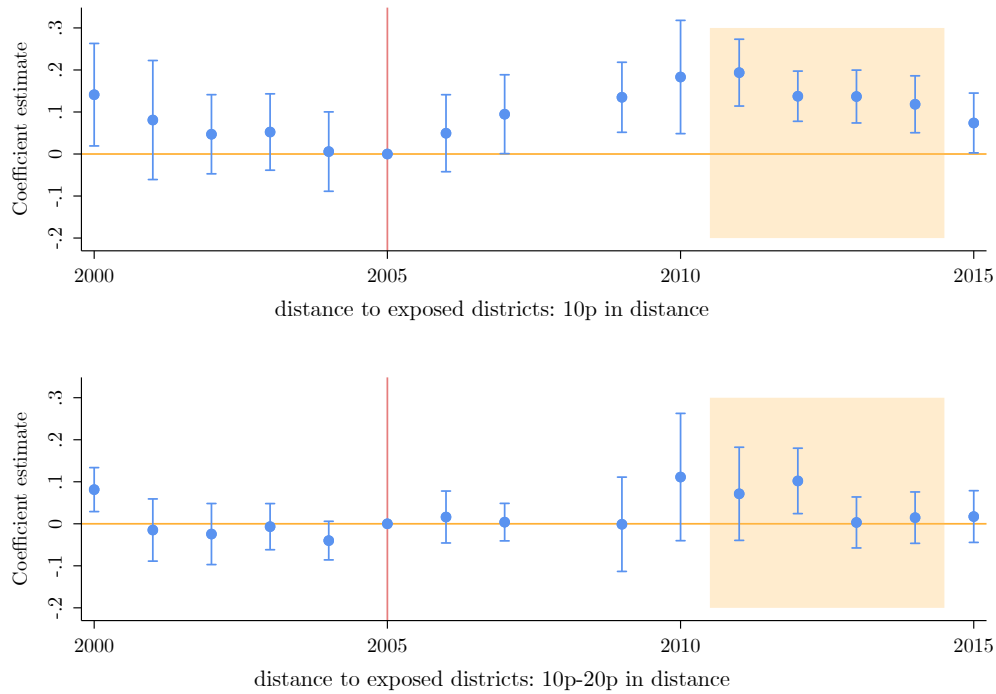 Coefficient estimate
.3
.2
.1
0
-.1
-.2
2000 2005 2010 2015
distance to exposed districts: 10p in distance
Coefficient estimate
.3
.2
.1
0
-.1
-.2
2000 2005 2010 2015
distance to exposed districts: 10p-20p in distance